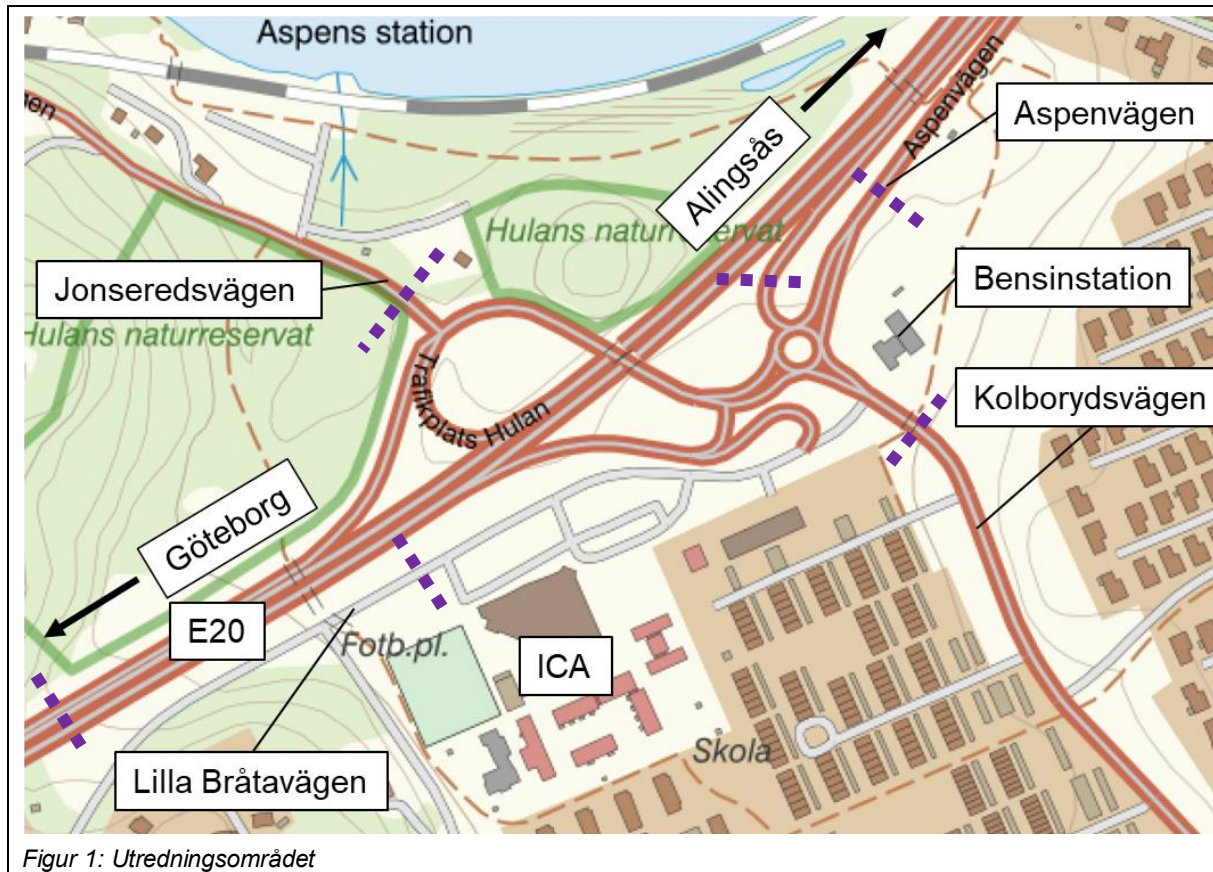 Aspens station
en
Alingsås
Aspenvägen
Aspenvägen
Hulans naturreservat
Jonseredsvägen
Bensinstation
Hulans naturreservat
Trafikplats Hulan
Kolborydsvägen
Göteborg
E20
Fotb.pl.
ICA
Skola
Lilla Bråtavägen
Figur 1: Utredningsområdet